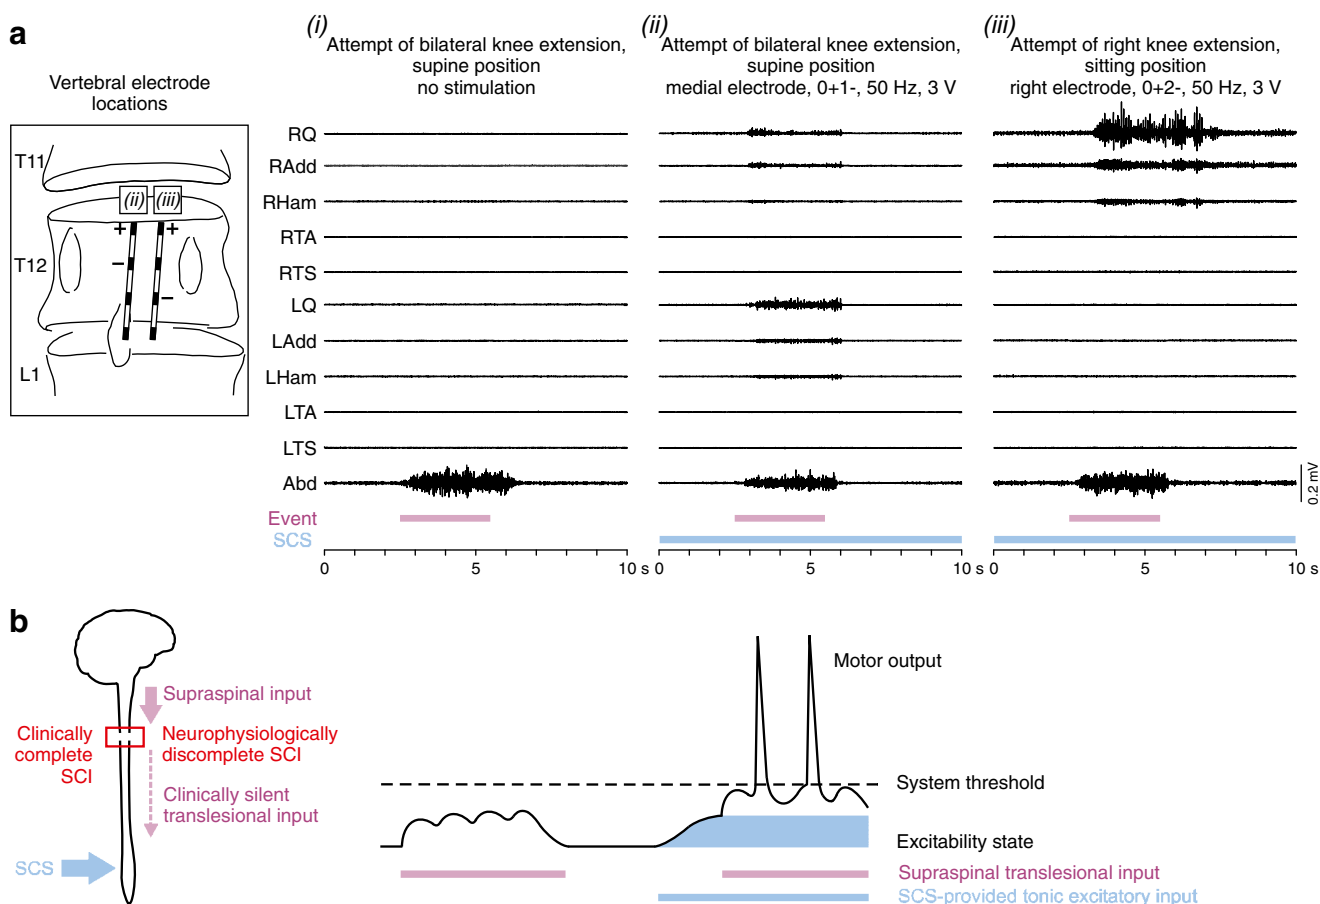 a
Vertebral electrode
locations
T11
(ii)
(iii)
+
+
T12
−
−
L1
(i)
Attempt of bilateral knee extension,
supine position
no stimulation
(ii)
Attempt of bilateral knee extension,
supine position
medial electrode, 0+1-, 50 Hz, 3 V
(iii)
Attempt of right knee extension,
sitting position
right electrode, 0+2-, 50 Hz, 3 V
RQ
RAdd
RHam
RTA
RTS
LQ
LAdd
LHam
LTA
LTS
Abd
0.2 mV
Event
SCS
0 5 10 s
0 5 10 s
0 5 10 s
b
Supraspinal input
Clinically
complete
SCI
Neurophysiologically
discomplete SCI
Clinically silent
translesional input
SCS
Motor output
System threshold
Excitability state
Supraspinal translesional input
SCS-provided tonic excitatory input